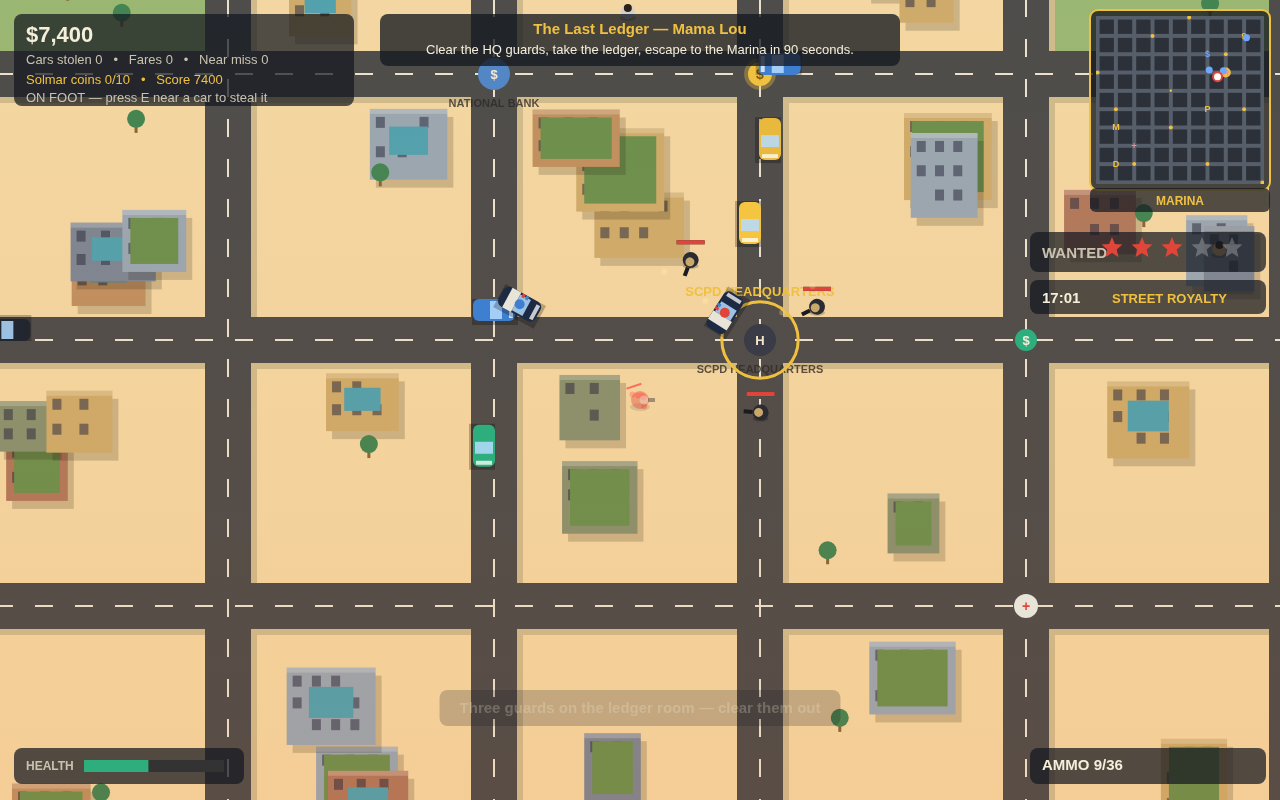 $7,400
Cars stolen 0 • Fares 0 • Near miss 0
Solmar coins 0/10 • Score 7400
ON FOOT — press E near a car to steal it
The Last Ledger — Mama Lou
Clear the HQ guards, take the ledger, escape to the Marina in 90 seconds.
$
$
NATIONAL BANK
S
P
M
D
MARINA
WANTED
17:01 STREET ROYALTY
SCPD HEADQUARTERS
H
$
SCPD HEADQUARTERS
+
Three guards on the ledger room — clear them out
HEALTH
AMMO 9/36